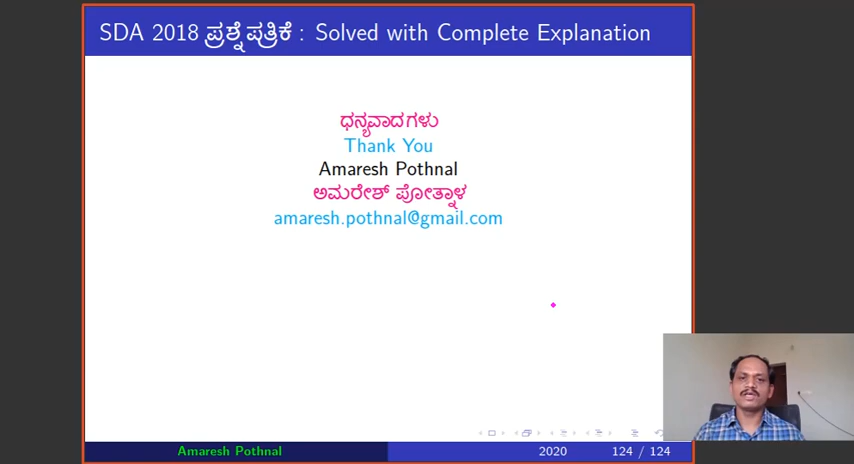 SDA 2018 ಪ್ರಶ್ನೆ ಪತ್ರಿಕೆ : Solved with Complete Explanation
ಧನ್ಯವಾದಗಳು
Thank You
Amaresh Pothnal
ಅಮರೇಶ್ ಪೋತ್ನಾಳ
amaresh.pothnal@gmail.com
Amaresh Pothnal 2020 124 / 124